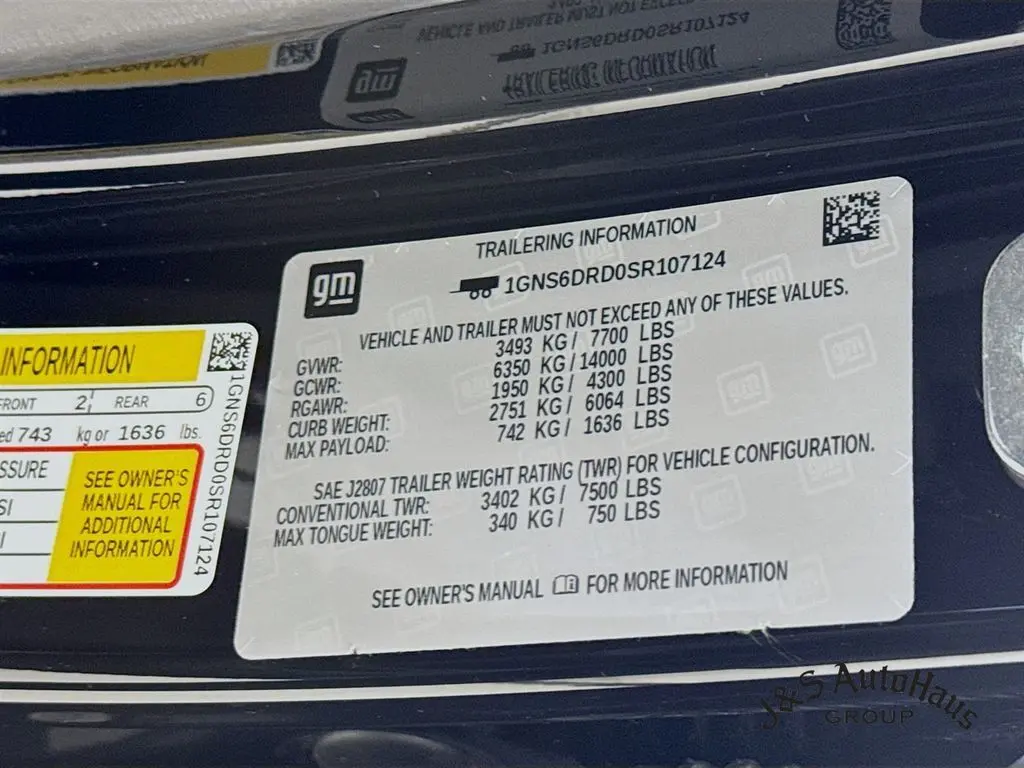 TRAILERING INFORMATION
gm
1GNS6DRD0SR107124
VEHICLE AND TRAILER MUST NOT EXCEED ANY OF THESE VALUES.
GVWR: 3493 KG/ 7700 LBS
GCWR: 6350 KG/14000 LBS
RGAWR: 1950 KG/ 4300 LBS
CURB WEIGHT: 2751 KG/ 6064 LBS
MAX PAYLOAD: 742 KG/ 1636 LBS
SAE J2807 TRAILER WEIGHT RATING (TWR) FOR VEHICLE CONFIGURATION.
CONVENTIONAL TWR: 3402 KG/ 7500 LBS
MAX TONGUE WEIGHT: 340 KG/ 750 LBS
SEE OWNER'S MANUAL FOR MORE INFORMATION
INFORMATION
FRONT 2 REAR 6
743 kg or 1636 lbs.
SEE OWNER'S
MANUAL FOR
ADDITIONAL
INFORMATION
1GNS6DRD0SR107124
J&S AutoHaus
GROUP